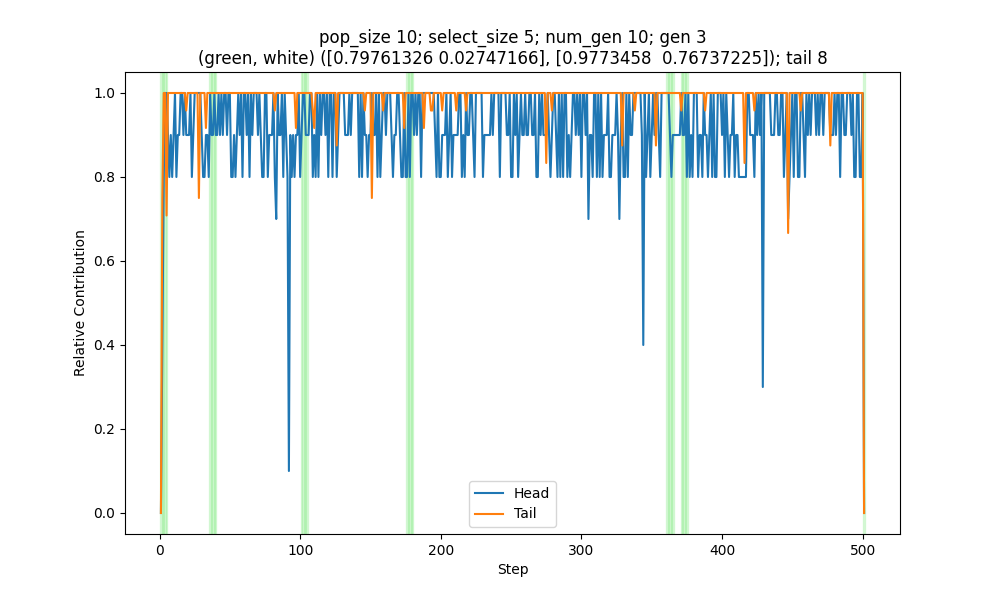 pop_size 10; select_size 5; num_gen 10; gen 3
(green, white) ([0.79761326 0.02747166], [0.9773458  0.76737225]); tail 8
1.0
0.8
0.6
0.4
0.2
0.0
Relative Contribution
Head
Tail
0
100
200
300
400
500
Step